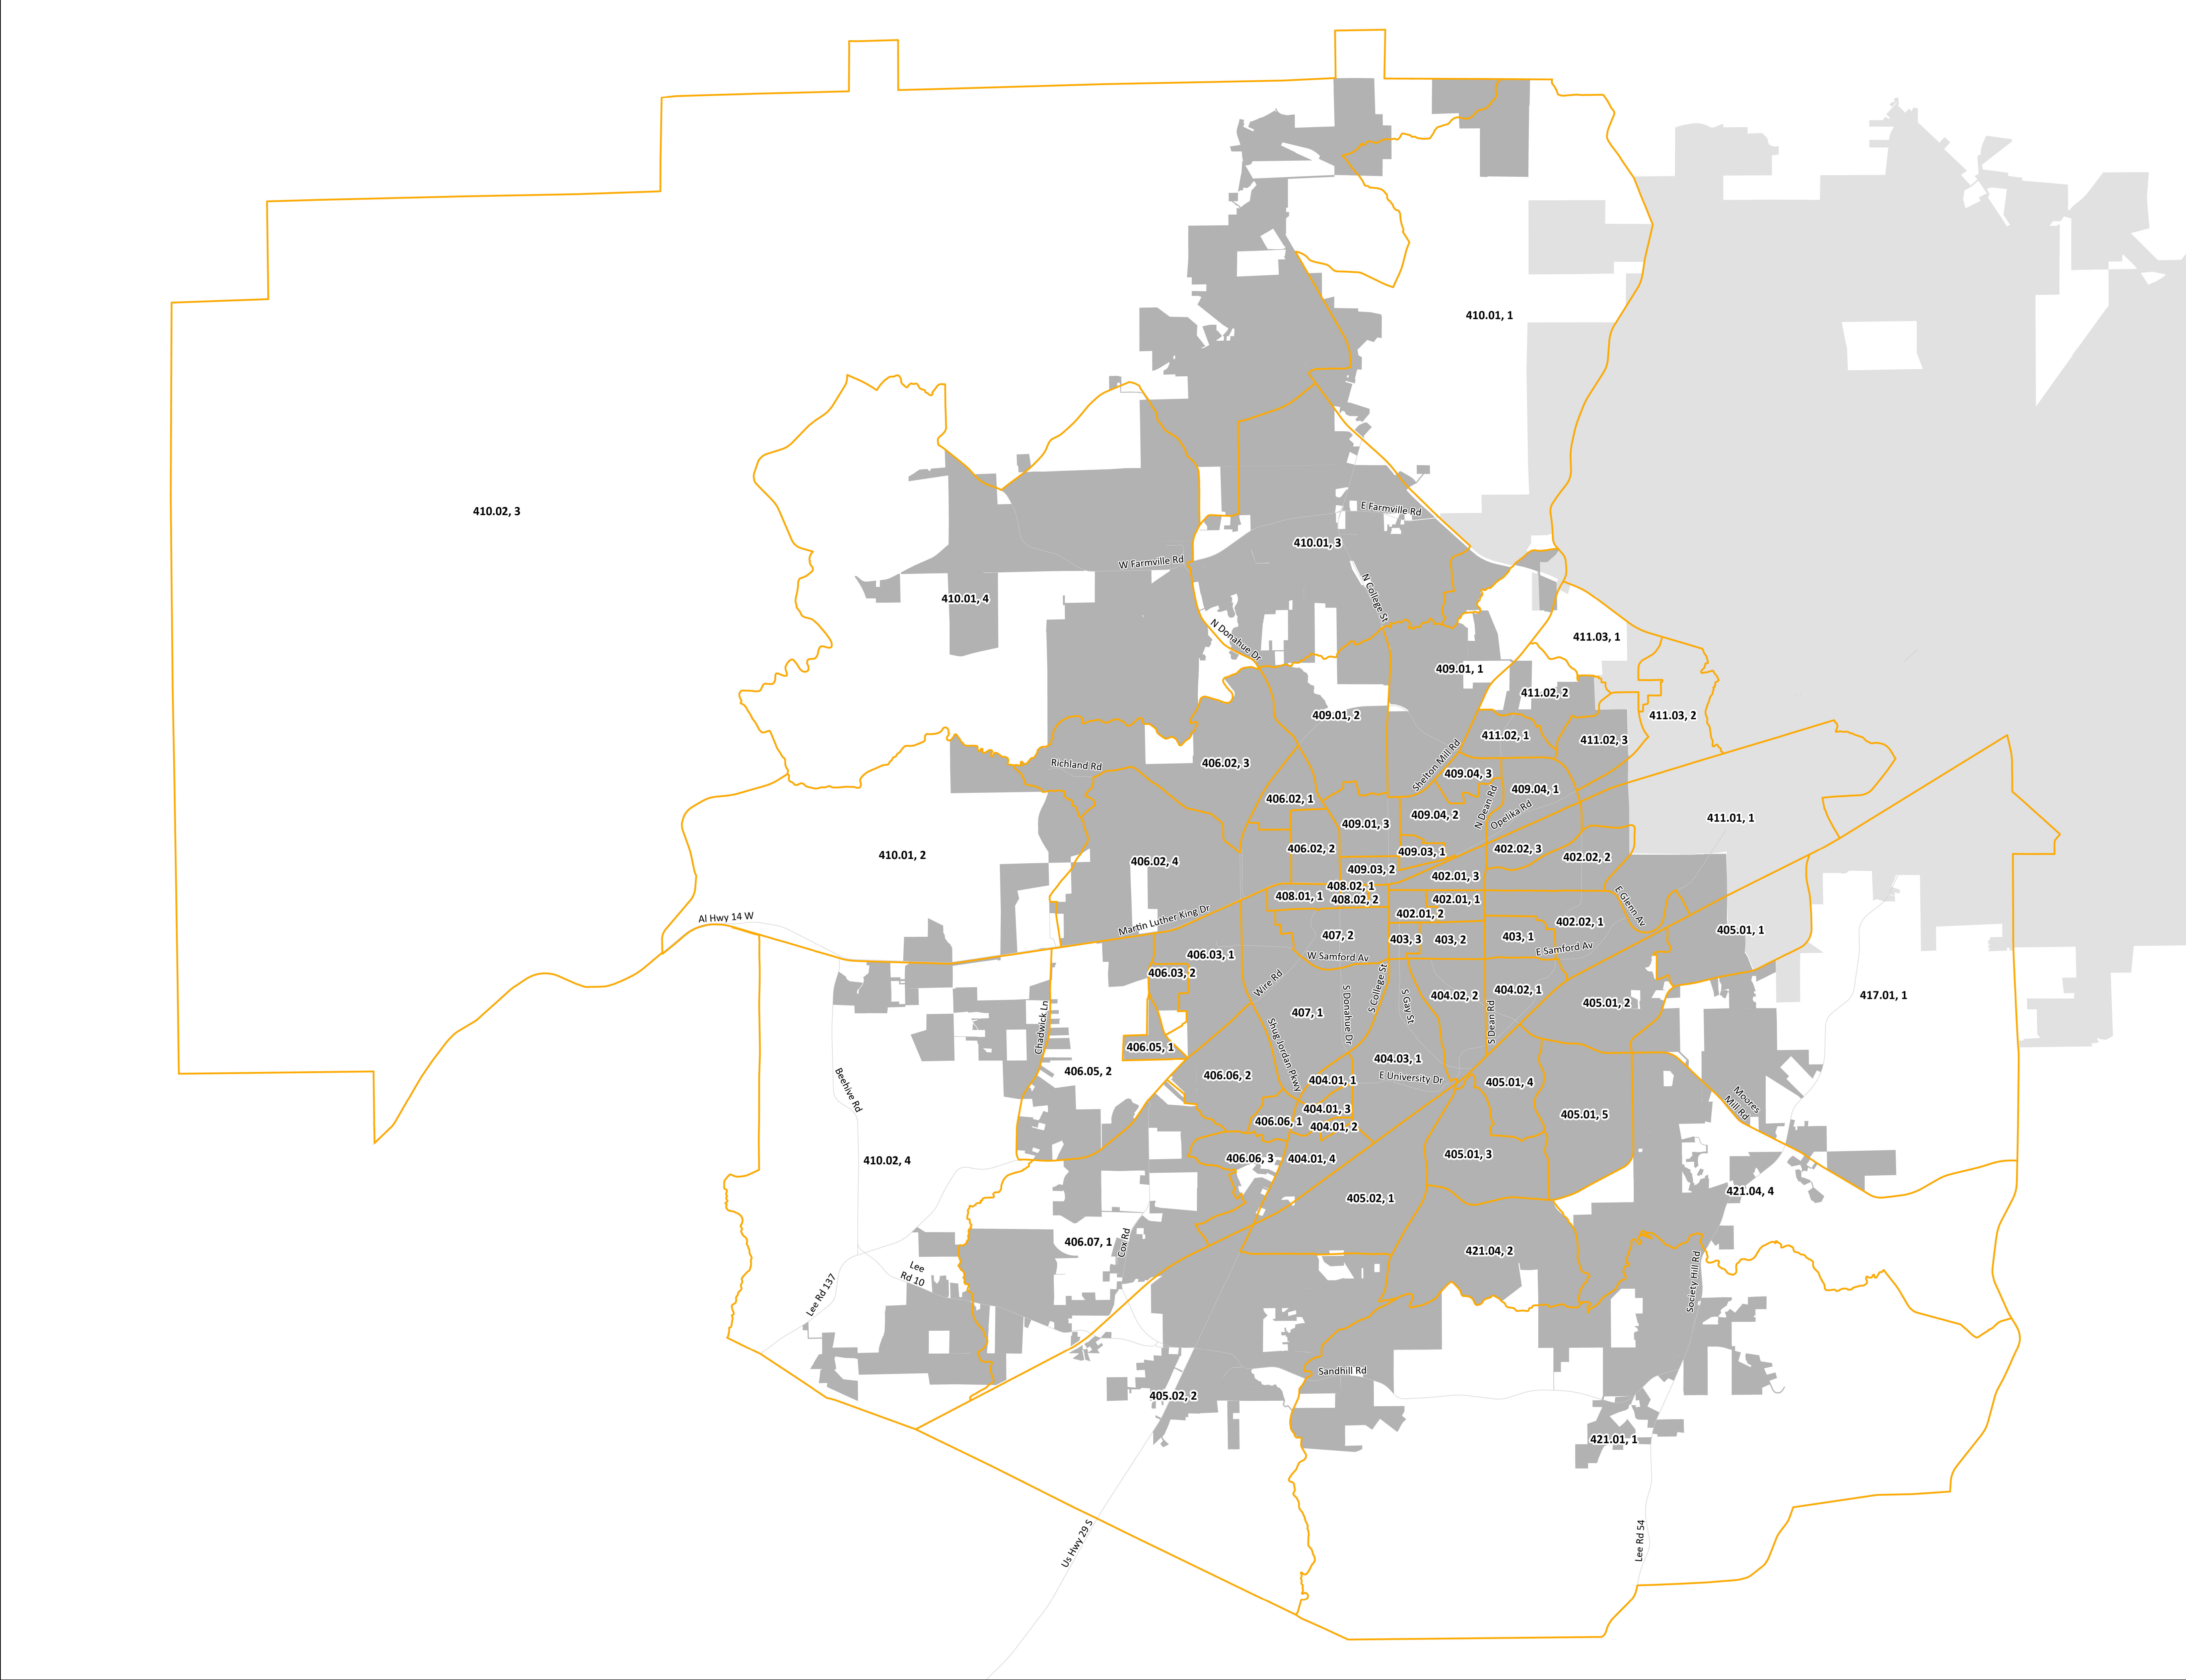 410.01, 1
410.02, 3
E Farmville Rd
410.01, 3
W Farmville Rd
N College St
410.01, 4
N Donahue Dr
411.03, 1
409.01, 1
411.02, 2
409.01, 2
411.03, 2
411.02, 1
411.02, 3
Shelton Mill Rd
406.02, 3
Richland Rd
409.04, 3
409.04, 1
406.02, 1
N Dean Rd
Opelika Rd
409.04, 2
411.01, 1
409.01, 3
406.02, 2
409.03, 1
402.02, 3
410.01, 2
402.02, 2
406.02, 4
409.03, 2
402.01, 3
408.02, 1
408.01, 1
408.02, 2
402.01, 1
E Glenn Av
Al Hwy 14 W
Martin Luther King Dr
402.01, 2
402.02, 1
405.01, 1
407, 2
403, 3
403, 2
403, 1
E Samford Av
406.03, 1
W Samford Av
406.03, 2
Wire Rd
S College St
404.02, 2
404.02, 1
417.01, 1
405.01, 2
407, 1
S Donahue Dr
S Gay St
S Dean Rd
Chadwick Ln
Shug Jordan Pkwy
406.05, 1
404.03, 1
406.05, 2
406.06, 2
404.01, 1
E University Dr
405.01, 4
Beehive Rd
404.01, 3
Moores
Mill Rd
405.01, 5
406.06, 1
404.01, 2
410.02, 4
406.06, 3
404.01, 4
405.01, 3
421.04, 4
405.02, 1
406.07, 1
Cox Rd
421.04, 2
Lee
Rd 10
Lee Rd 137
Society Hill Rd
Sandhill Rd
405.02, 2
421.01, 1
Us Hwy 29 S
Lee Rd 54